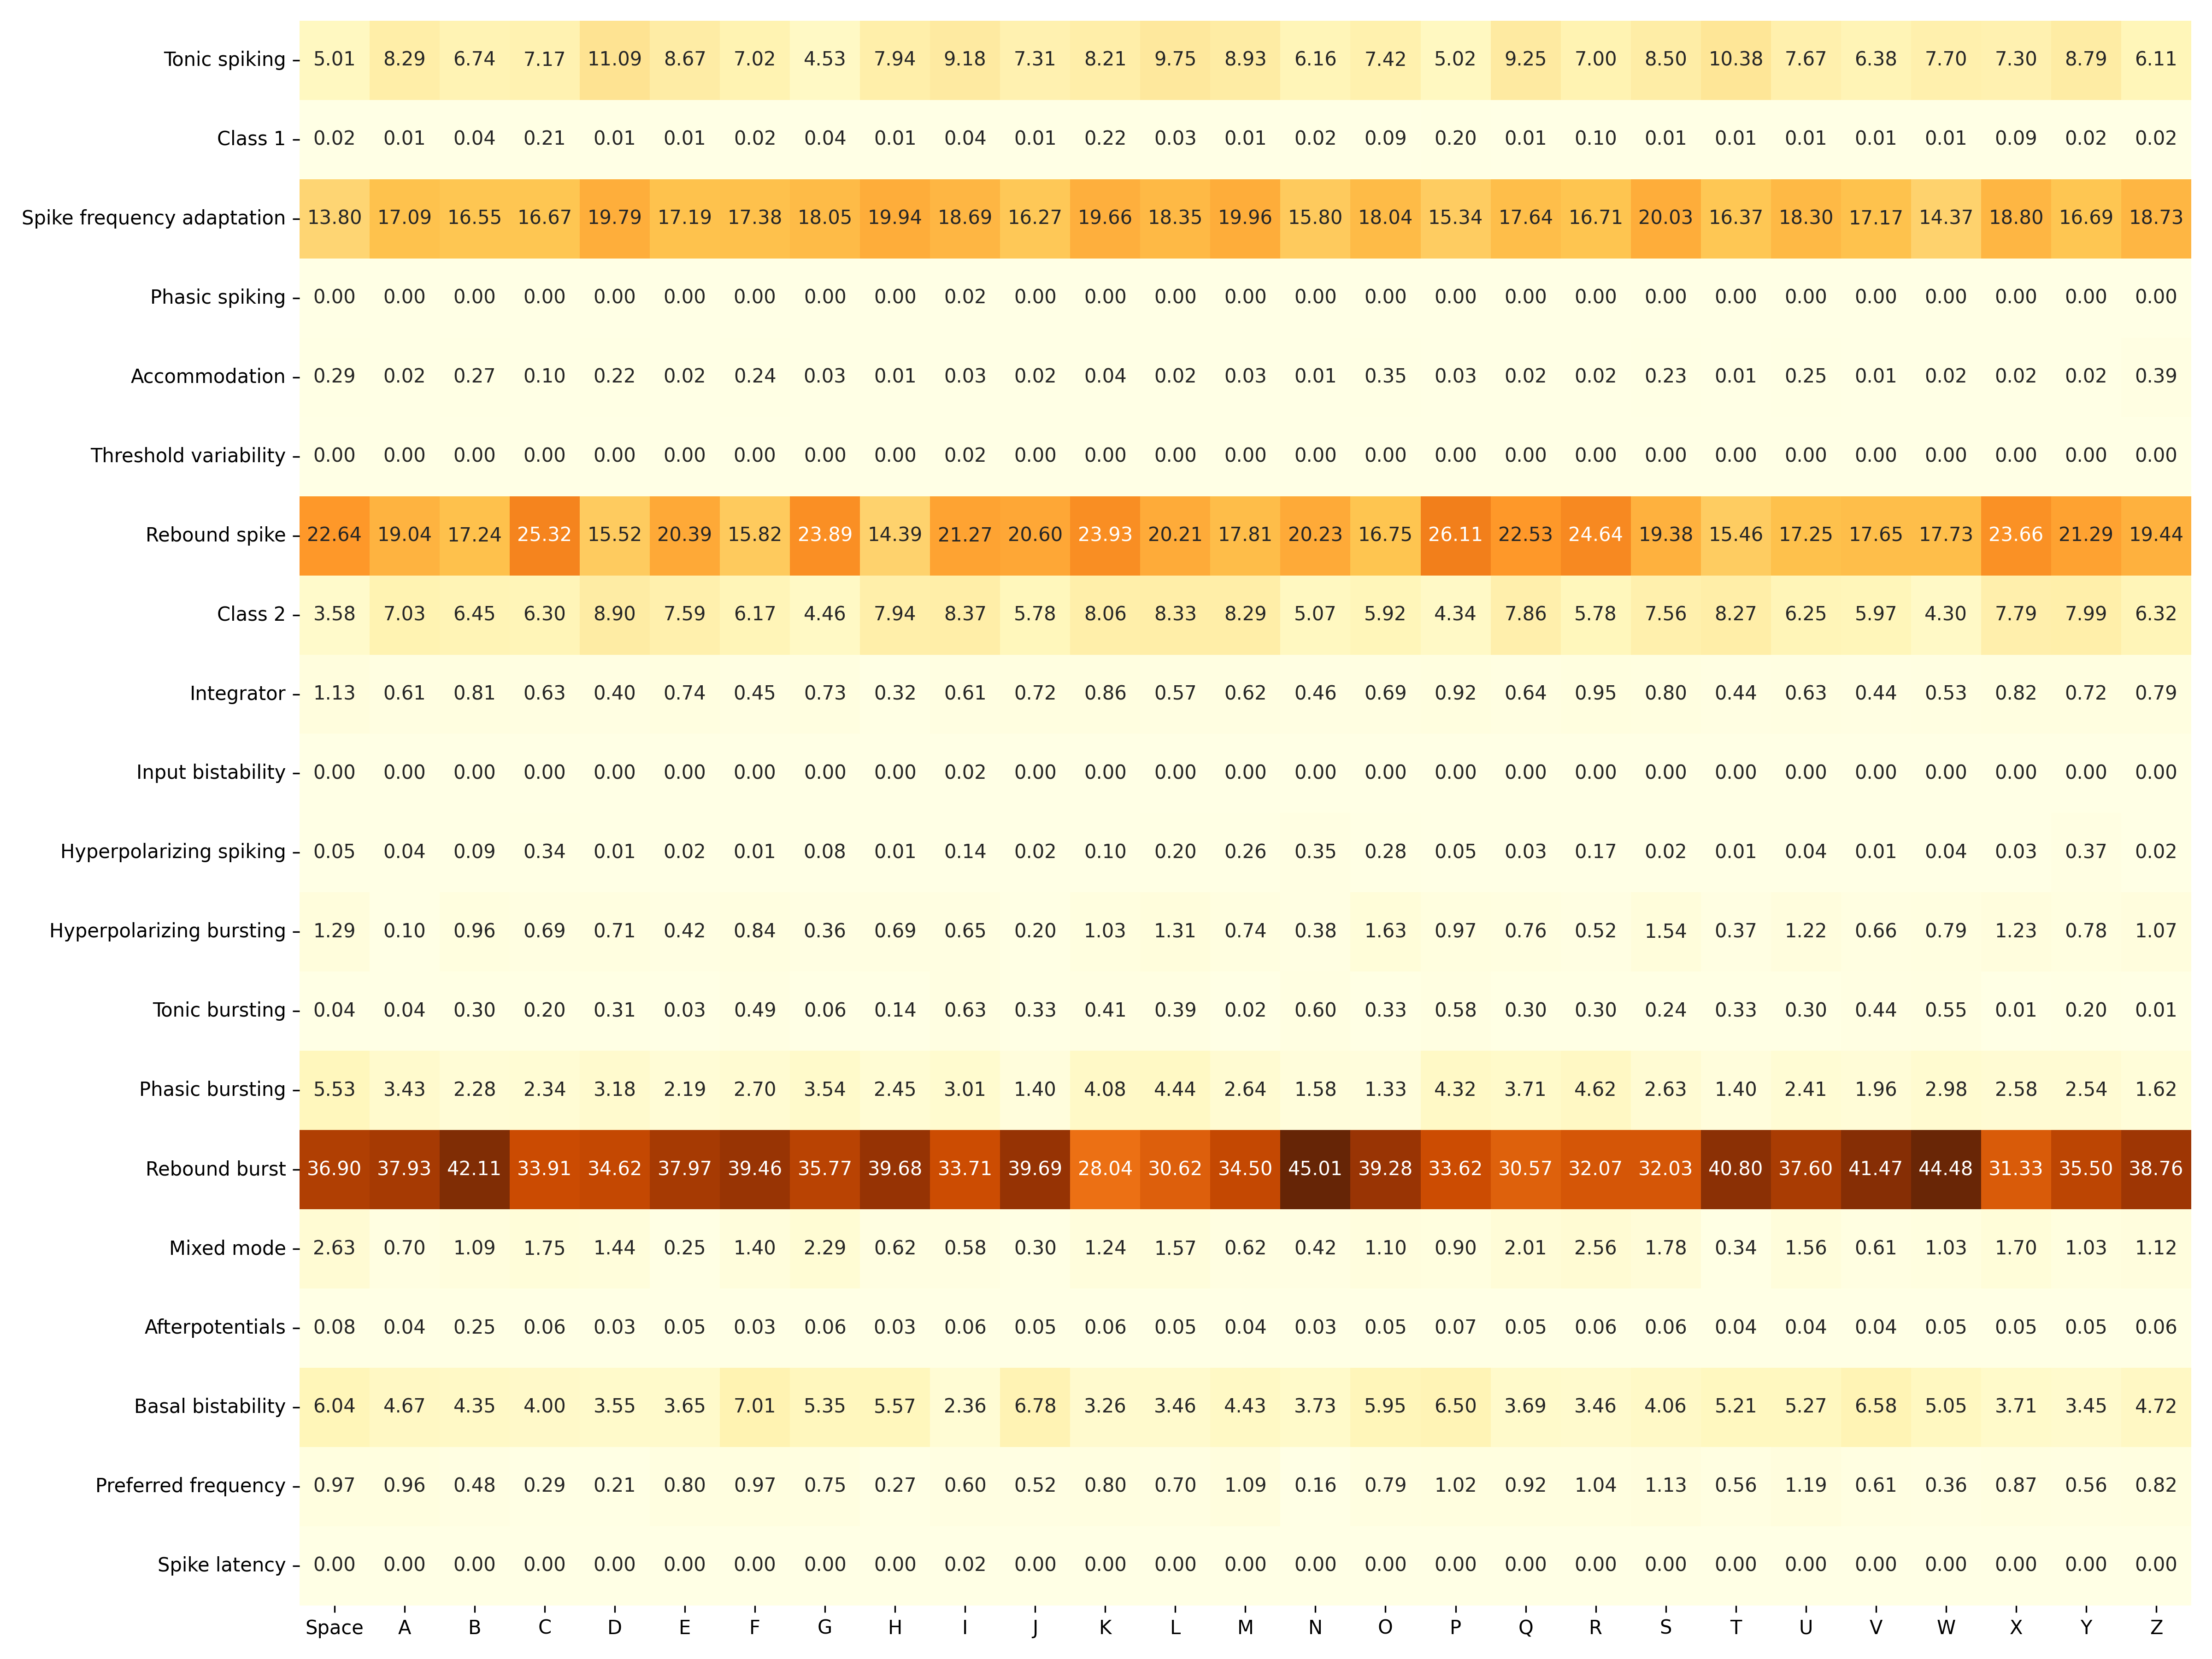 Tonic spiking 5.01 8.29 6.74 7.17 11.09 8.67 7.02 4.53 7.94 9.18 7.31 8.21 9.75 8.93 6.16 7.42 5.02 9.25 7.00 8.50 10.38 7.67 6.38 7.70 7.30 8.79 6.11
Class 1 0.02 0.01 0.04 0.21 0.01 0.01 0.02 0.04 0.01 0.04 0.01 0.22 0.03 0.01 0.02 0.09 0.20 0.01 0.10 0.01 0.01 0.01 0.01 0.01 0.09 0.02 0.02
Spike frequency adaptation 13.80 17.09 16.55 16.67 19.79 17.19 17.38 18.05 19.94 18.69 16.27 19.66 18.35 19.96 15.80 18.04 15.34 17.64 16.71 20.03 16.37 18.30 17.17 14.37 18.80 16.69 18.73
Phasic spiking 0.00 0.00 0.00 0.00 0.00 0.00 0.00 0.00 0.00 0.02 0.00 0.00 0.00 0.00 0.00 0.00 0.00 0.00 0.00 0.00 0.00 0.00 0.00 0.00 0.00 0.00 0.00
Accommodation 0.29 0.02 0.27 0.10 0.22 0.02 0.24 0.03 0.01 0.03 0.02 0.04 0.02 0.03 0.01 0.35 0.03 0.02 0.02 0.23 0.01 0.25 0.01 0.02 0.02 0.02 0.39
Threshold variability 0.00 0.00 0.00 0.00 0.00 0.00 0.00 0.00 0.00 0.02 0.00 0.00 0.00 0.00 0.00 0.00 0.00 0.00 0.00 0.00 0.00 0.00 0.00 0.00 0.00 0.00 0.00
Rebound spike 22.64 19.04 17.24 25.32 15.52 20.39 15.82 23.89 14.39 21.27 20.60 23.93 20.21 17.81 20.23 16.75 26.11 22.53 24.64 19.38 15.46 17.25 17.65 17.73 23.66 21.29 19.44
Class 2 3.58 7.03 6.45 6.30 8.90 7.59 6.17 4.46 7.94 8.37 5.78 8.06 8.33 8.29 5.07 5.92 4.34 7.86 5.78 7.56 8.27 6.25 5.97 4.30 7.79 7.99 6.32
Integrator 1.13 0.61 0.81 0.63 0.40 0.74 0.45 0.73 0.32 0.61 0.72 0.86 0.57 0.62 0.46 0.69 0.92 0.64 0.95 0.80 0.44 0.63 0.44 0.53 0.82 0.72 0.79
Input bistability 0.00 0.00 0.00 0.00 0.00 0.00 0.00 0.00 0.00 0.02 0.00 0.00 0.00 0.00 0.00 0.00 0.00 0.00 0.00 0.00 0.00 0.00 0.00 0.00 0.00 0.00 0.00
Hyperpolarizing spiking 0.05 0.04 0.09 0.34 0.01 0.02 0.01 0.08 0.01 0.14 0.02 0.10 0.20 0.26 0.35 0.28 0.05 0.03 0.17 0.02 0.01 0.04 0.01 0.04 0.03 0.37 0.02
Hyperpolarizing bursting 1.29 0.10 0.96 0.69 0.71 0.42 0.84 0.36 0.69 0.65 0.20 1.03 1.31 0.74 0.38 1.63 0.97 0.76 0.52 1.54 0.37 1.22 0.66 0.79 1.23 0.78 1.07
Tonic bursting 0.04 0.04 0.30 0.20 0.31 0.03 0.49 0.06 0.14 0.63 0.33 0.41 0.39 0.02 0.60 0.33 0.58 0.30 0.30 0.24 0.33 0.30 0.44 0.55 0.01 0.20 0.01
Phasic bursting 5.53 3.43 2.28 2.34 3.18 2.19 2.70 3.54 2.45 3.01 1.40 4.08 4.44 2.64 1.58 1.33 4.32 3.71 4.62 2.63 1.40 2.41 1.96 2.98 2.58 2.54 1.62
Rebound burst 36.90 37.93 42.11 33.91 34.62 37.97 39.46 35.77 39.68 33.71 39.69 28.04 30.62 34.50 45.01 39.28 33.62 30.57 32.07 32.03 40.80 37.60 41.47 44.48 31.33 35.50 38.76
Mixed mode 2.63 0.70 1.09 1.75 1.44 0.25 1.40 2.29 0.62 0.58 0.30 1.24 1.57 0.62 0.42 1.10 0.90 2.01 2.56 1.78 0.34 1.56 0.61 1.03 1.70 1.03 1.12
Afterpotentials 0.08 0.04 0.25 0.06 0.03 0.05 0.03 0.06 0.03 0.06 0.05 0.06 0.05 0.04 0.03 0.05 0.07 0.05 0.06 0.06 0.04 0.04 0.04 0.05 0.05 0.05 0.06
Basal bistability 6.04 4.67 4.35 4.00 3.55 3.65 7.01 5.35 5.57 2.36 6.78 3.26 3.46 4.43 3.73 5.95 6.50 3.69 3.46 4.06 5.21 5.27 6.58 5.05 3.71 3.45 4.72
Preferred frequency 0.97 0.96 0.48 0.29 0.21 0.80 0.97 0.75 0.27 0.60 0.52 0.80 0.70 1.09 0.16 0.79 1.02 0.92 1.04 1.13 0.56 1.19 0.61 0.36 0.87 0.56 0.82
Spike latency 0.00 0.00 0.00 0.00 0.00 0.00 0.00 0.00 0.00 0.02 0.00 0.00 0.00 0.00 0.00 0.00 0.00 0.00 0.00 0.00 0.00 0.00 0.00 0.00 0.00 0.00 0.00
Space A B C D E F G H I J K L M N O P Q R S T U V W X Y Z